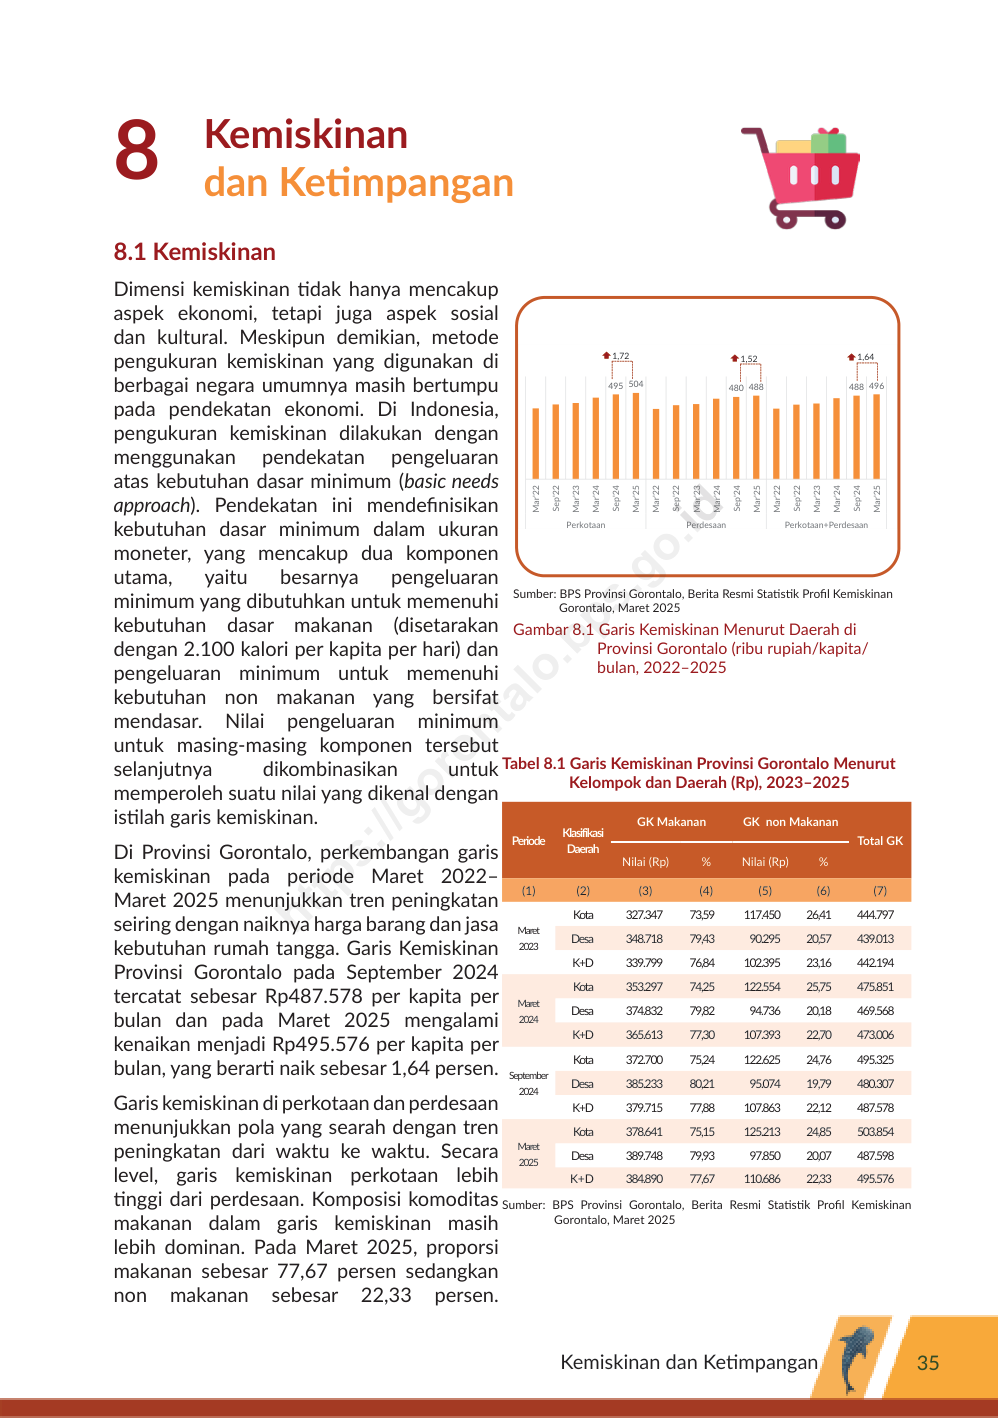 8
Kemiskinan
dan Ketimpangan
8.1 Kemiskinan
Dimensi kemiskinan tidak hanya mencakup
aspek ekonomi, tetapi juga aspek sosial
dan kultural. Meskipun demikian, metode
pengukuran kemiskinan yang digunakan di
berbagai negara umumnya masih bertumpu
pada pendekatan ekonomi. Di Indonesia,
pengukuran kemiskinan dilakukan dengan
menggunakan pendekatan pengeluaran
atas kebutuhan dasar minimum (basic needs
approach). Pendekatan ini mendefinisikan
kebutuhan dasar minimum dalam ukuran
moneter, yang mencakup dua komponen
utama, yaitu besarnya pengeluaran
minimum yang dibutuhkan untuk memenuhi
kebutuhan dasar makanan (disetarakan
dengan 2.100 kalori per kapita per hari) dan
pengeluaran minimum untuk memenuhi
kebutuhan non makanan yang bersifat
mendasar. Nilai pengeluaran minimum
untuk masing-masing komponen tersebut
selanjutnya dikombinasikan untuk
memperoleh suatu nilai yang dikenal dengan
istilah garis kemiskinan.
Di Provinsi Gorontalo, perkembangan garis
kemiskinan pada periode Maret 2022–
Maret 2025 menunjukkan tren peningkatan
seiring dengan naiknya harga barang dan jasa
kebutuhan rumah tangga. Garis Kemiskinan
Provinsi Gorontalo pada September 2024
tercatat sebesar Rp487.578 per kapita per
bulan dan pada Maret 2025 mengalami
kenaikan menjadi Rp495.576 per kapita per
bulan, yang berarti naik sebesar 1,64 persen.
Garis kemiskinan di perkotaan dan perdesaan
menunjukkan pola yang searah dengan tren
peningkatan dari waktu ke waktu. Secara
level, garis kemiskinan perkotaan lebih
tinggi dari perdesaan. Komposisi komoditas
makanan dalam garis kemiskinan masih
lebih dominan. Pada Maret 2025, proporsi
makanan sebesar 77,67 persen sedangkan
non makanan sebesar 22,33 persen.
1,72 1,52 1,64
495 504 480 488 488 496
Mar'22 Sep'22 Mar'23 Mar'24 Sep'24 Mar'25 Mar'22 Sep'22 Mar'23 Mar'24 Sep'24 Mar'25 Mar'22 Sep'22 Mar'23 Mar'24 Sep'24 Mar'25
Perkotaan Perdesaan Perkotaan+Perdesaan
Sumber: BPS Provinsi Gorontalo, Berita Resmi Statistik Profil Kemiskinan
Gorontalo, Maret 2025
Gambar 8.1 Garis Kemiskinan Menurut Daerah di
Provinsi Gorontalo (ribu rupiah/kapita/
bulan, 2022–2025
Tabel 8.1 Garis Kemiskinan Provinsi Gorontalo Menurut
Kelompok dan Daerah (Rp), 2023–2025
Periode Klasifikasi Daerah GK Makanan GK non Makanan Total GK
Nilai (Rp) % Nilai (Rp) %
(1) (2) (3) (4) (5) (6) (7)
Maret 2023 Kota 327.347 73,59 117.450 26,41 444.797
Desa 348.718 79,43 90.295 20,57 439.013
K+D 339.799 76,84 102.395 23,16 442.194
Maret 2024 Kota 353.297 74,25 122.554 25,75 475.851
Desa 374.832 79,82 94.736 20,18 469.568
K+D 365.613 77,30 107.393 22,70 473.006
September 2024 Kota 372.700 75,24 122.625 24,76 495.325
Desa 385.233 80,21 95.074 19,79 480.307
K+D 379.715 77,88 107.863 22,12 487.578
Maret 2025 Kota 378.641 75,15 125.213 24,85 503.854
Desa 389.748 79,93 97.850 20,07 487.598
K+D 384.890 77,67 110.686 22,33 495.576
Sumber: BPS Provinsi Gorontalo, Berita Resmi Statistik Profil Kemiskinan
Gorontalo, Maret 2025
https://gorontalo.bps.go.id
Kemiskinan dan Ketimpangan
35